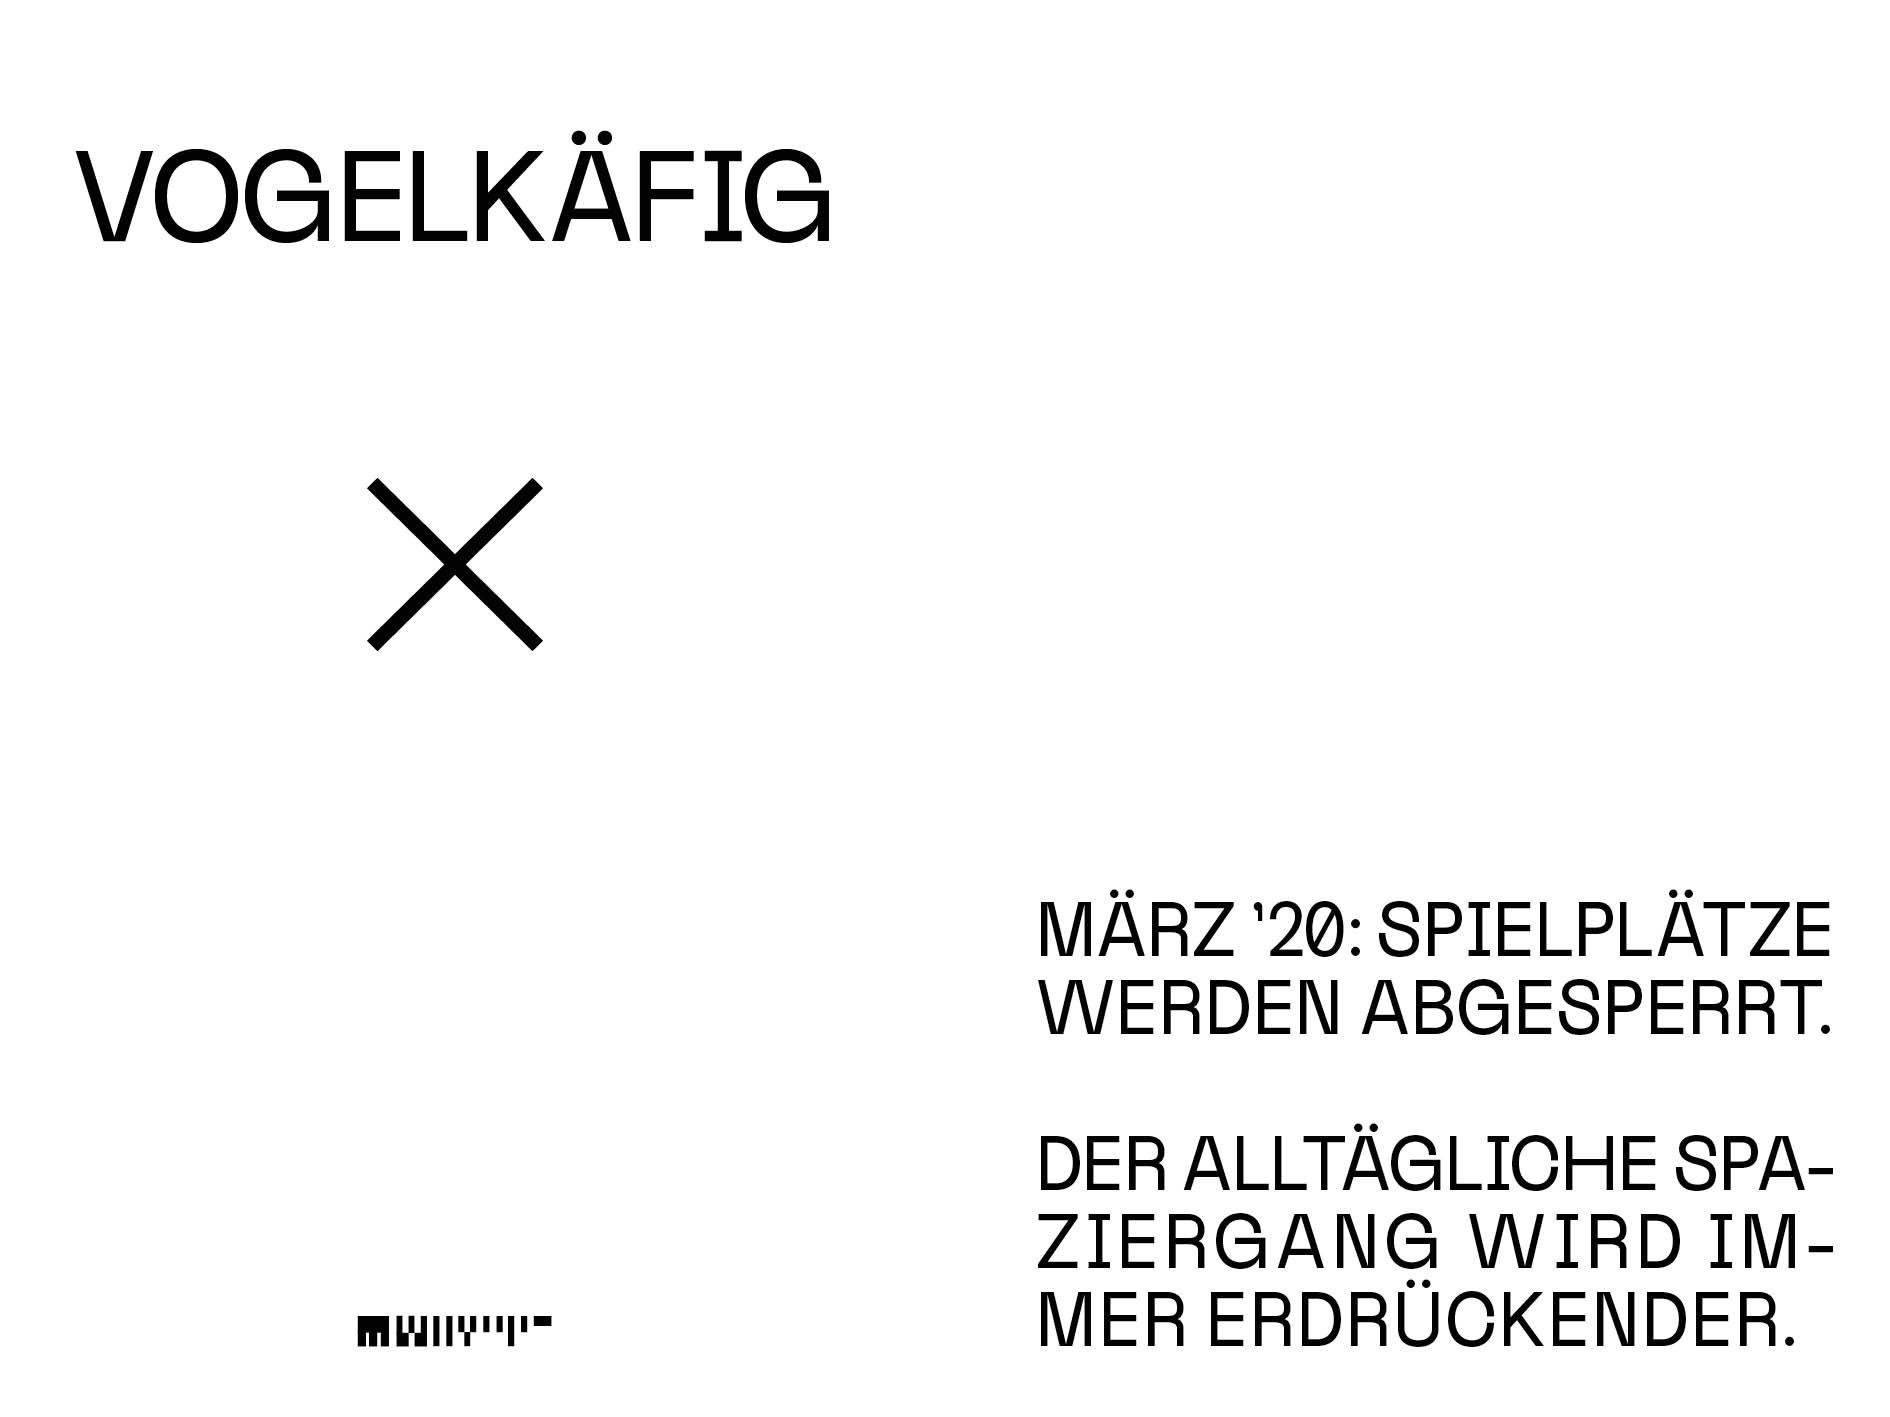 VOGELKÄFIG
MÄRZ '20: SPIELPLÄTZE
WERDEN ABGESPERRT.
DER ALLTÄGLICHE SPA-
ZIERGANG WIRD IM-
MER ERDRÜCKENDER.